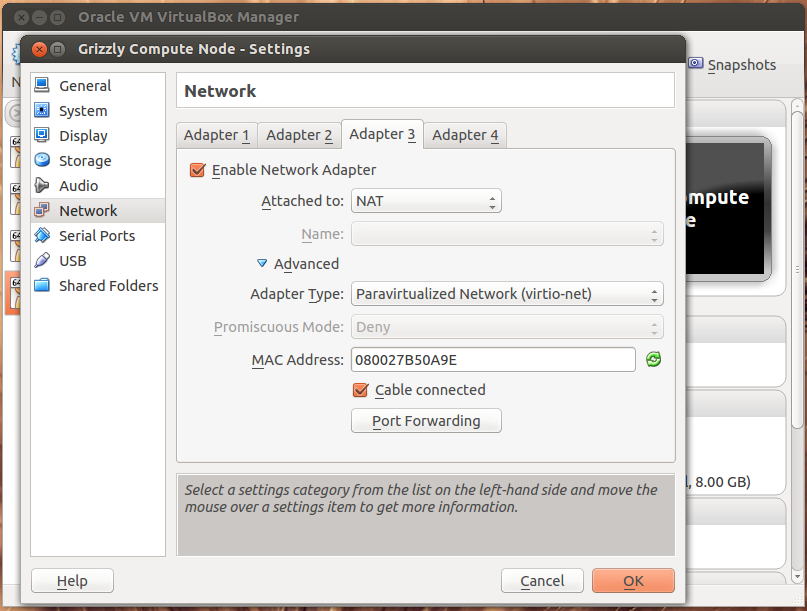 Oracle VM VirtualBox Manager
Grizzly Compute Node - Settings
Snapshots
General
System
Display
Storage
Audio
Network
Serial Ports
USB
Shared Folders
Network
Adapter 1
Adapter 2
Adapter 3
Adapter 4
Enable Network Adapter
Attached to: NAT
Name:
Advanced
Adapter Type: Paravirtualized Network (virtio-net)
Promiscuous Mode: Deny
MAC Address: 080027B50A9E
Cable connected
Port Forwarding
Select a settings category from the list on the left-hand side and move the
mouse over a settings item to get more information.
Help
Cancel
OK
mpute
e
, 8.00 GB)
N
64
64
64
64